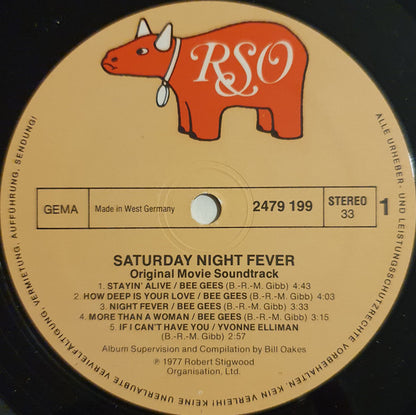 RSO
GEMA
Made in West Germany
2479 199
STEREO
33
1
SATURDAY NIGHT FEVER
Original Movie Soundtrack
1. STAYIN' ALIVE / BEE GEES (B.-R.-M. Gibb) 4:43
2. HOW DEEP IS YOUR LOVE / BEE GEES (B.-R.-M. Gibb) 4:03
3. NIGHT FEVER / BEE GEES (B.-R.-M. Gibb) 3:33
4. MORE THAN A WOMAN / BEE GEES (B.-R.-M. Gibb) 3:15
5. IF I CAN'T HAVE YOU / YVONNE ELLIMAN
(B.-R.-M. Gibb) 2:57
Album Supervision and Compilation by Bill Oakes
℗ 1977 Robert Stigwood
Organisation, Ltd.
ALLE URHEBER- UND LEISTUNGSSCHUTZRECHTE VORBEHALTEN. KEIN VERLEIH! KEINE UNERLAUBTE VERVIELFÄLTIGUNG, VERMIETUNG, AUFFÜHRUNG, SENDUNG!